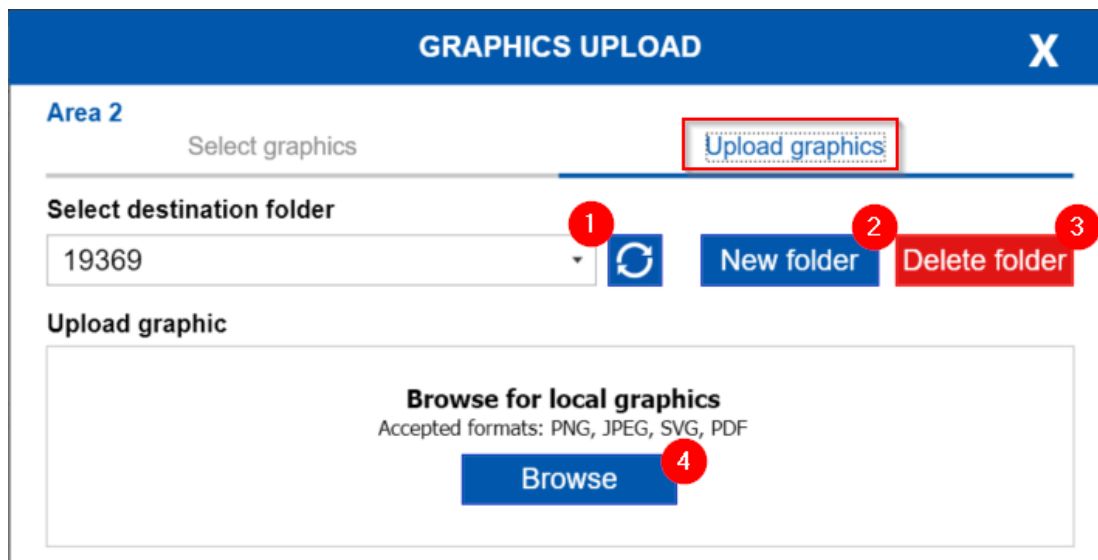 GRAPHICS UPLOAD X
Area 2
Select graphics Upload graphics
Select destination folder
1 2 3
19369 New folder Delete folder
Upload graphic
Browse for local graphics
Accepted formats: PNG, JPEG, SVG, PDF
4
Browse